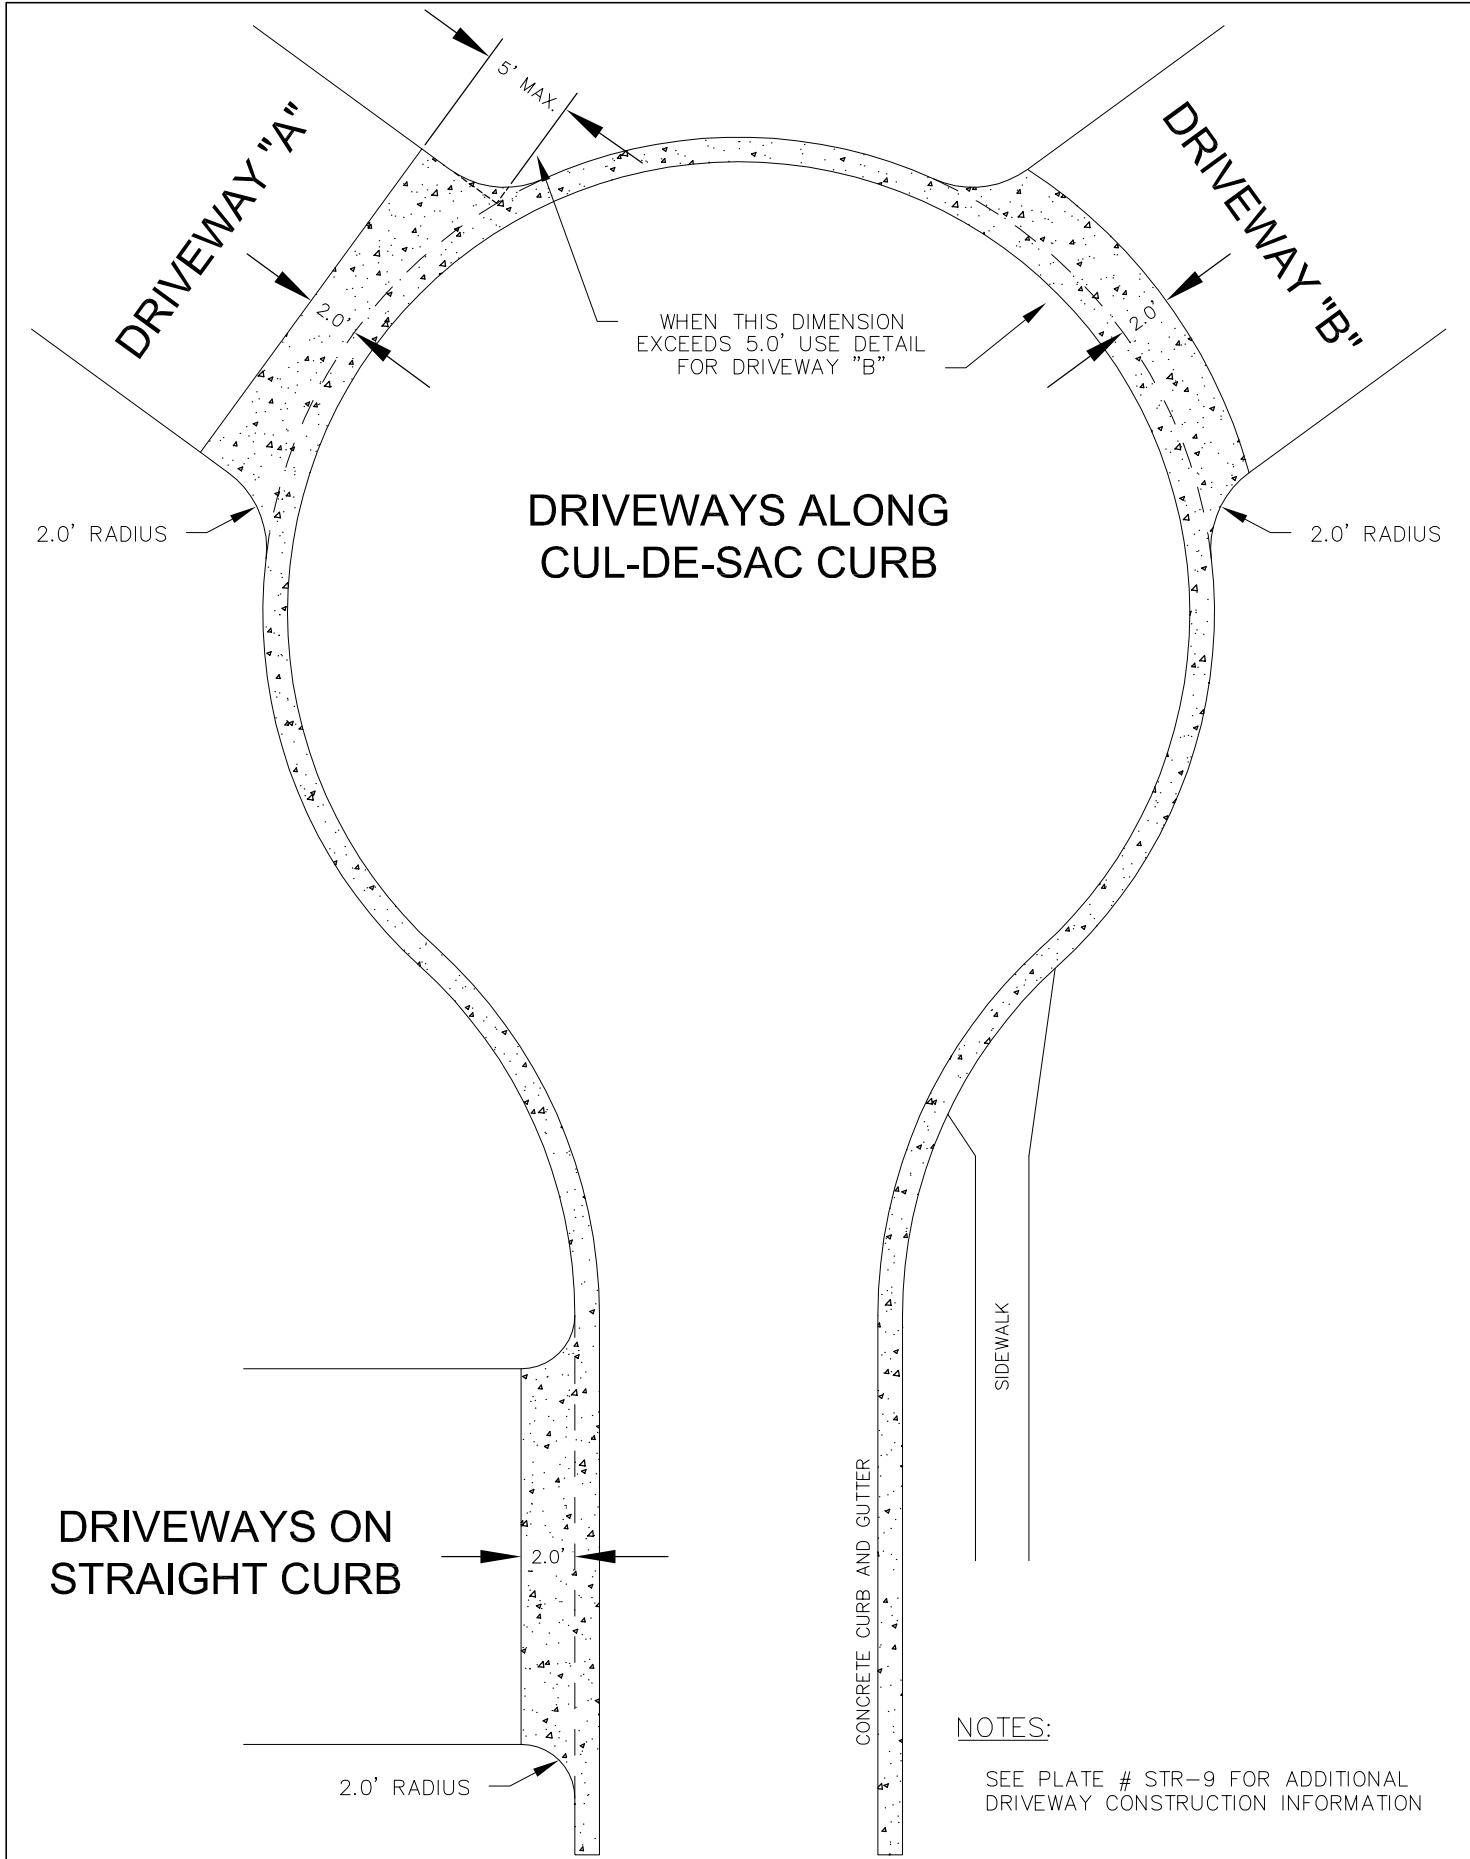 5' MAX.
DRIVEWAY "A"
DRIVEWAY "B"
2.0'
2.0'
WHEN THIS DIMENSION
EXCEEDS 5.0' USE DETAIL
FOR DRIVEWAY "B"
DRIVEWAYS ALONG
CUL-DE-SAC CURB
2.0' RADIUS
2.0' RADIUS
SIDEWALK
CONCRETE CURB AND GUTTER
DRIVEWAYS ON
STRAIGHT CURB
2.0'
2.0' RADIUS
NOTES:
SEE PLATE # STR-9 FOR ADDITIONAL
DRIVEWAY CONSTRUCTION INFORMATION